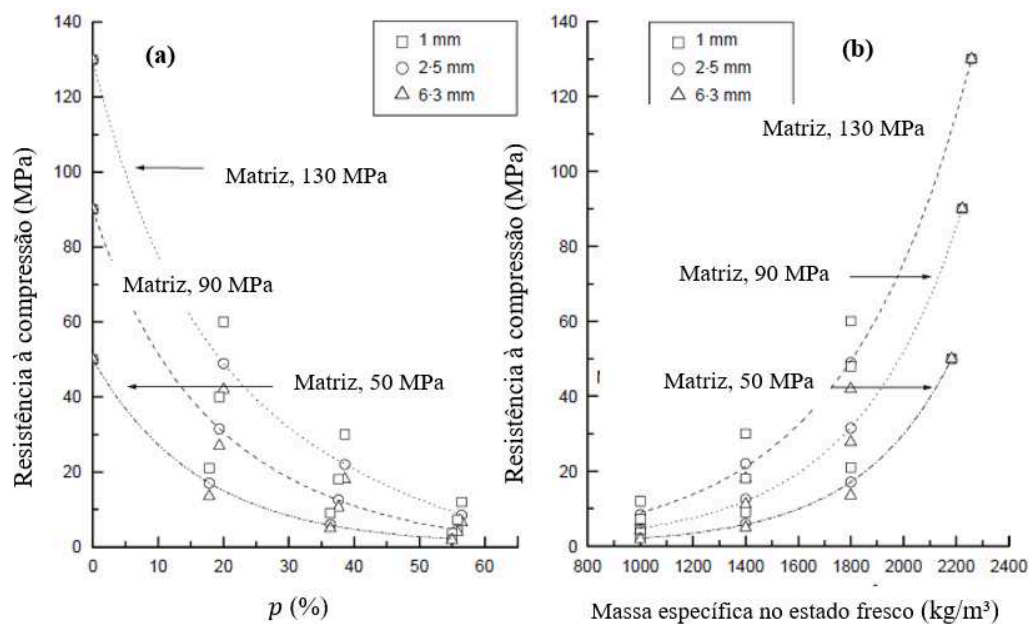 140
120
100
80
60
40
20
0
Resistência à compressão (MPa)
(a)
1 mm
2·5 mm
6·3 mm
Matriz, 130 MPa
Matriz, 90 MPa
Matriz, 50 MPa
0 10 20 30 40 50 60
p (%)
140
120
100
80
60
40
20
0
Resistência à compressão (MPa)
(b)
1 mm
2·5 mm
6·3 mm
Matriz, 130 MPa
Matriz, 90 MPa
Matriz, 50 MPa
800 1000 1200 1400 1600 1800 2000 2200 2400
Massa específica no estado fresco (kg/m³)